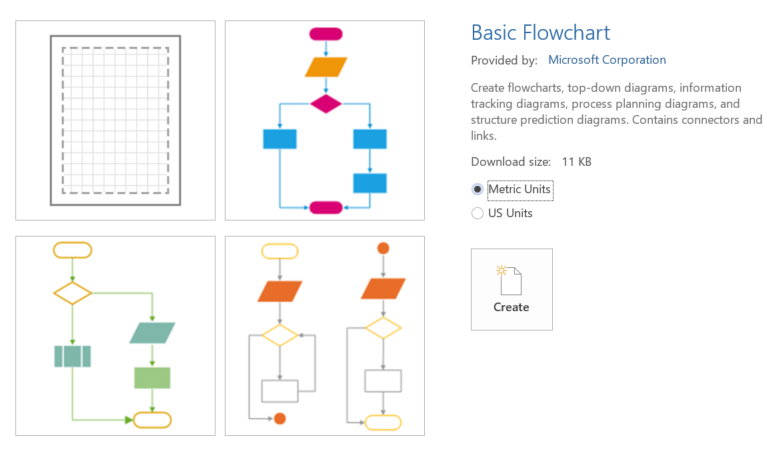 Basic Flowchart
Provided by: Microsoft Corporation
Create flowcharts, top-down diagrams, information
tracking diagrams, process planning diagrams, and
structure prediction diagrams. Contains connectors and
links.
Download size: 11 KB
Metric Units
US Units
Create